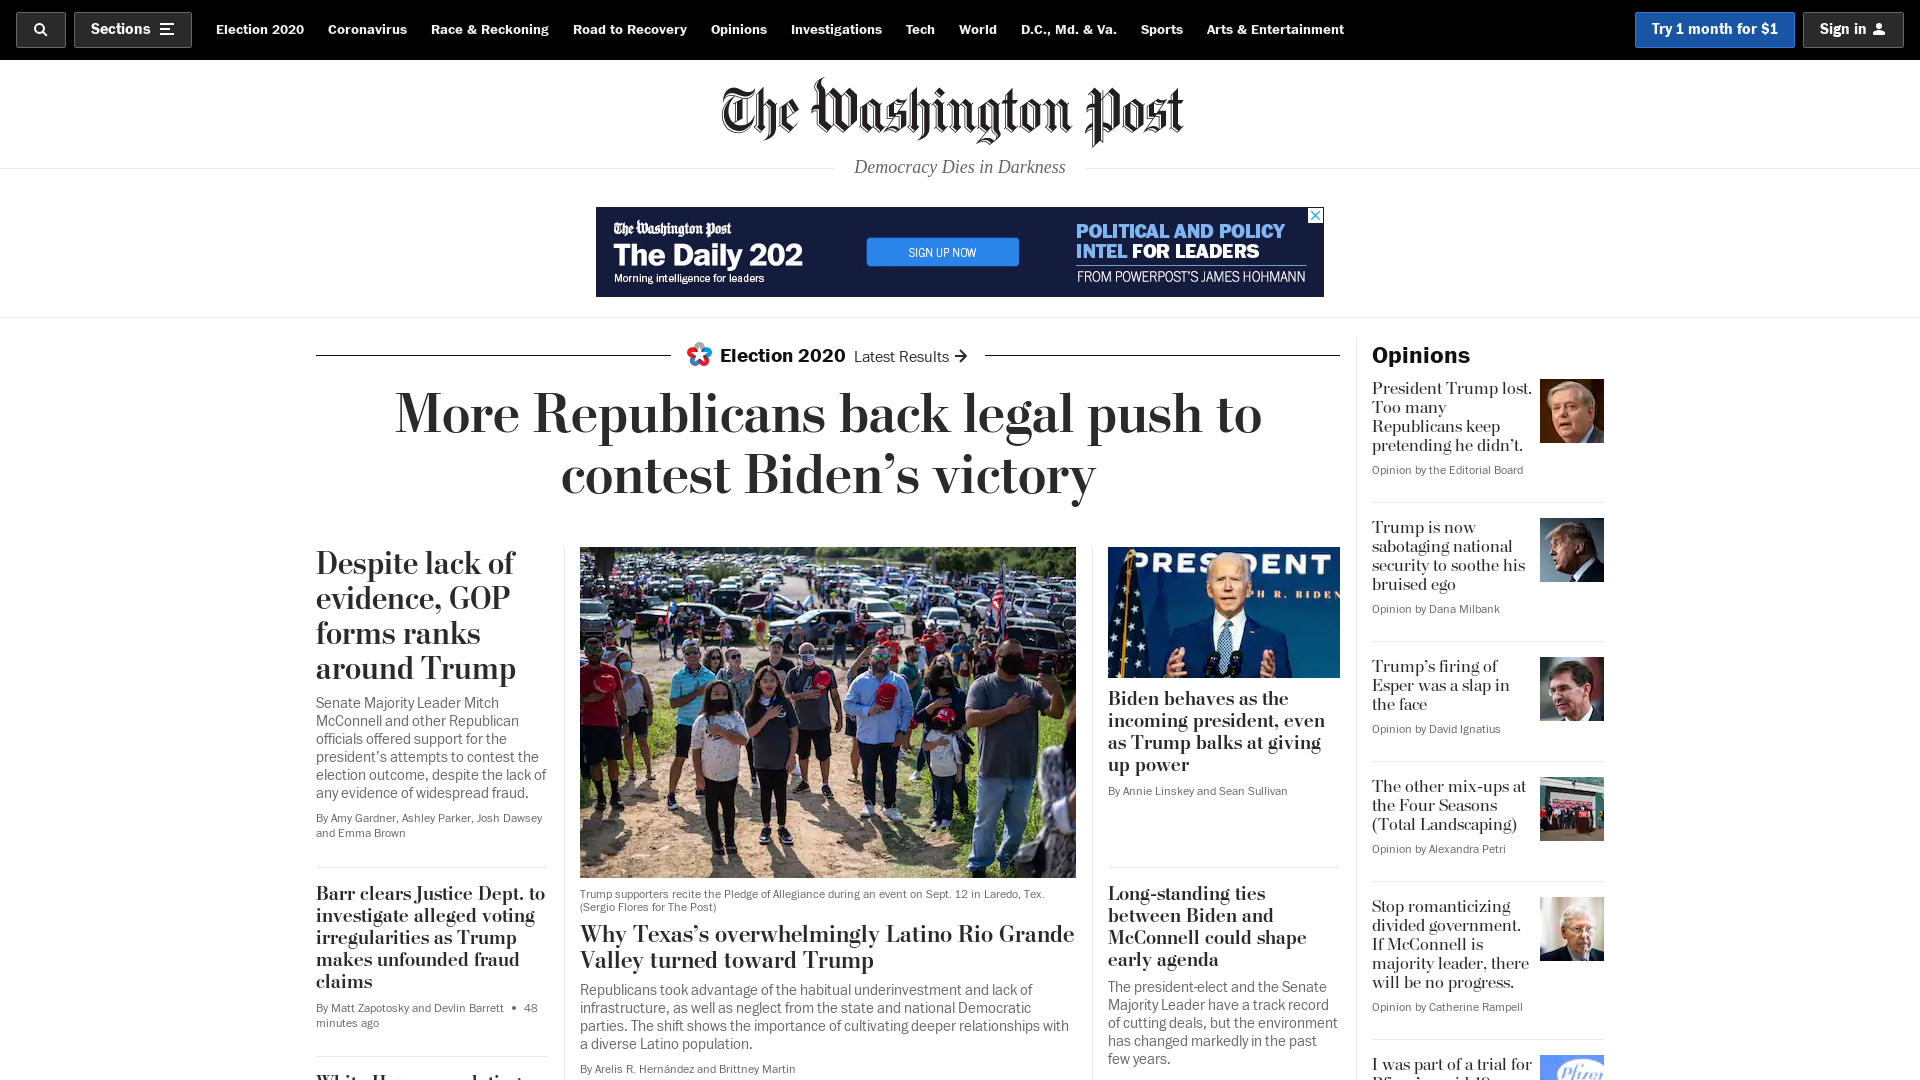 Sections
Election 2020
Coronavirus
Race & Reckoning
Road to Recovery
Opinions
Investigations
Tech
World
D.C., Md. & Va.
Sports
Arts & Entertainment
Try 1 month for $1
Sign in
The Washington Post
Democracy Dies in Darkness
The Washington Post
The Daily 202
Morning intelligence for leaders
SIGN UP NOW
POLITICAL AND POLICY
INTEL FOR LEADERS
FROM POWERPOST'S JAMES HOHMANN
Election 2020 Latest Results
More Republicans back legal push to
contest Biden’s victory
Despite lack of
evidence, GOP
forms ranks
around Trump
Senate Majority Leader Mitch
McConnell and other Republican
officials offered support for the
president’s attempts to contest the
election outcome, despite the lack of
any evidence of widespread fraud.
By Amy Gardner, Ashley Parker, Josh Dawsey
and Emma Brown
Barr clears Justice Dept. to
investigate alleged voting
irregularities as Trump
makes unfounded fraud
claims
By Matt Zapotosky and Devlin Barrett • 48
minutes ago
Trump supporters recite the Pledge of Allegiance during an event on Sept. 12 in Laredo, Tex.
(Sergio Flores for The Post)
Why Texas’s overwhelmingly Latino Rio Grande
Valley turned toward Trump
Republicans took advantage of the habitual underinvestment and lack of
infrastructure, as well as neglect from the state and national Democratic
parties. The shift shows the importance of cultivating deeper relationships with
a diverse Latino population.
By Arelis R. Hernández and Brittney Martin
PRESIDENT
PH R. BIDEN
Biden behaves as the
incoming president, even
as Trump balks at giving
up power
By Annie Linskey and Sean Sullivan
Long-standing ties
between Biden and
McConnell could shape
early agenda
The president-elect and the Senate
Majority Leader have a track record
of cutting deals, but the environment
has changed markedly in the past
few years.
Opinions
President Trump lost.
Too many
Republicans keep
pretending he didn’t.
Opinion by the Editorial Board
Trump is now
sabotaging national
security to soothe his
bruised ego
Opinion by Dana Milbank
Trump’s firing of
Esper was a slap in
the face
Opinion by David Ignatius
The other mix-ups at
the Four Seasons
(Total Landscaping)
Opinion by Alexandra Petri
Stop romanticizing
divided government.
If McConnell is
majority leader, there
will be no progress.
Opinion by Catherine Rampell
I was part of a trial for
Pfizer